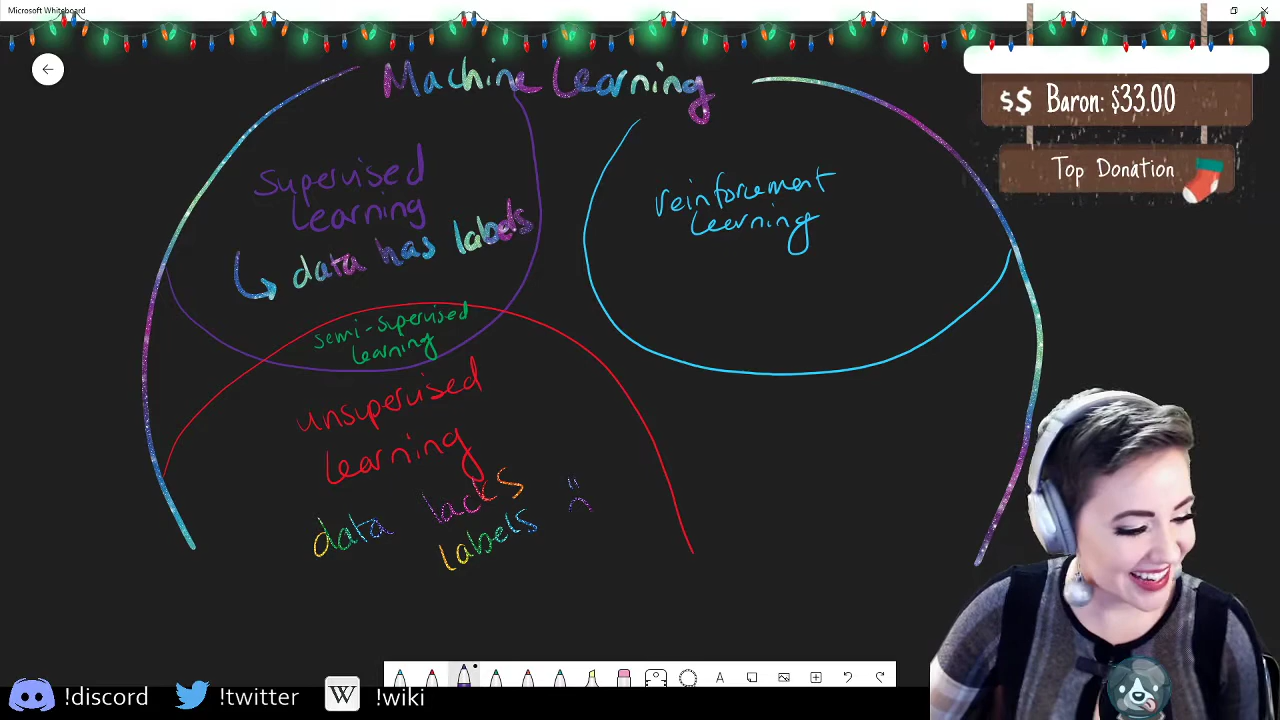 Microsoft Whiteboard
Machine Learning
Supervised
Learning
data has labels
semi-supervised
learning
unsupervised
learning
data lacks
labels
reinforcement
learning
$$ Baron: $33.00
Top Donation
A
!discord
!twitter
W !wiki